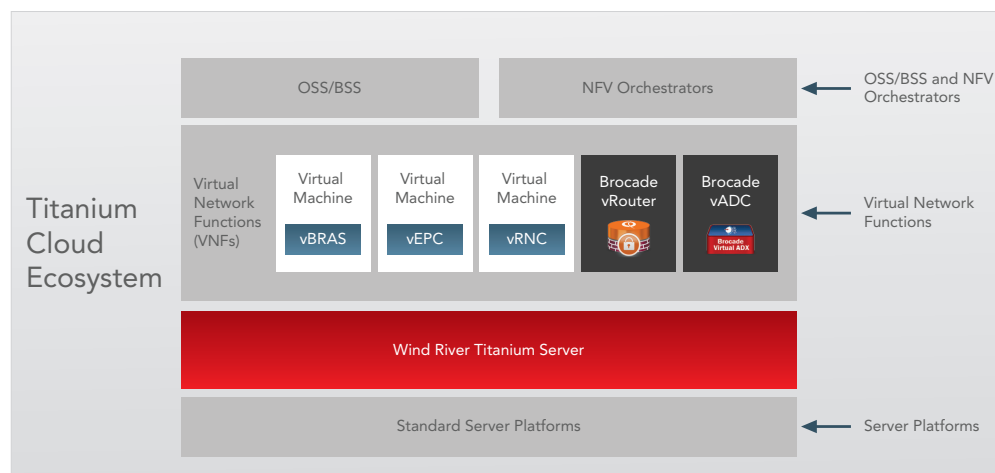 Titanium
Cloud
Ecosystem
OSS/BSS
NFV Orchestrators
OSS/BSS and NFV
Orchestrators
Virtual
Network
Functions
(VNFs)
Virtual
Machine
vBRAS
Virtual
Machine
vEPC
Virtual
Machine
vRNC
Brocade
vRouter
Brocade
vADC
Brocade
Virtual ADX
Virtual Network
Functions
Wind River Titanium Server
Standard Server Platforms
Server Platforms